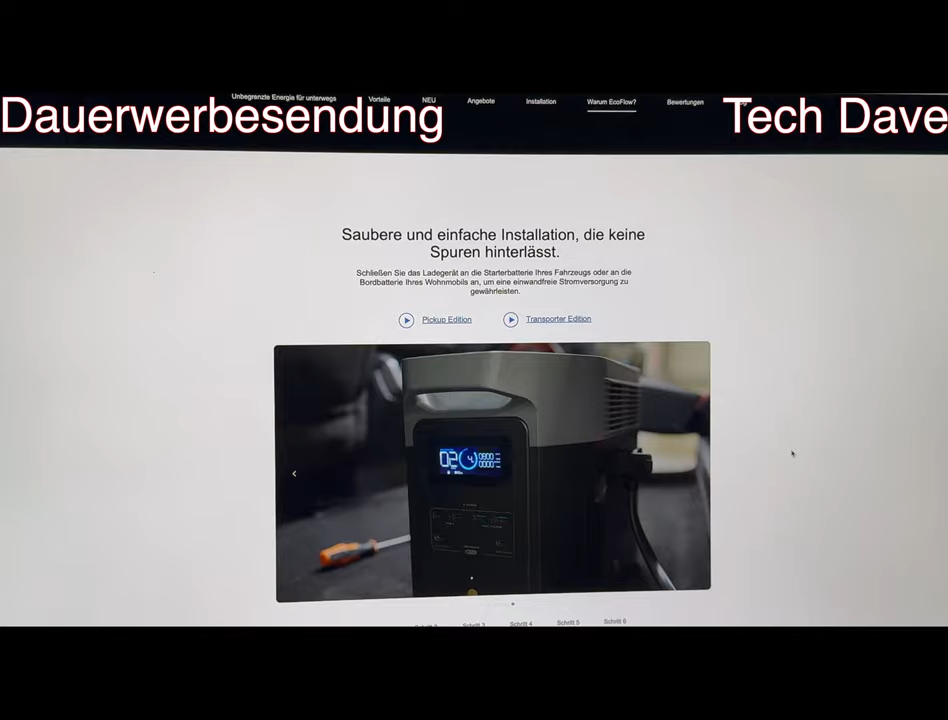 Unbegrenzte Energie für unterwegs Vorteile NEU Angebote Installation Warum EcoFlow? Bewertungen
Dauerwerbesendung Tech Dave
Saubere und einfache Installation, die keine
Spuren hinterlässt.
Schließen Sie das Ladegerät an die Starterbatterie Ihres Fahrzeugs oder an die
Bordbatterie Ihres Wohnmobils an, um eine einwandfreie Stromversorgung zu
gewährleisten.
Pickup Edition Transporter Edition
Schritt 3 Schritt 4 Schritt 5 Schritt 6